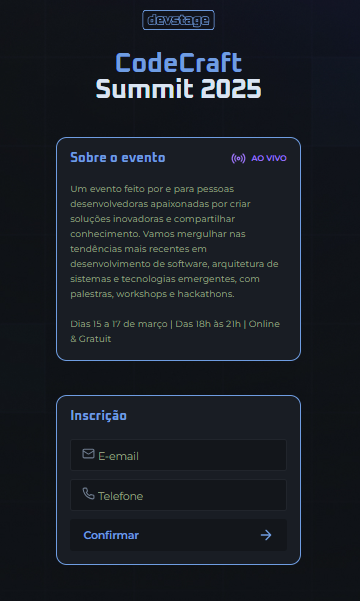 devstage
CodeCraft
Summit 2025
Sobre o evento
AO VIVO
Um evento feito por e para pessoas
desenvolvedoras apaixonadas por criar
soluções inovadoras e compartilhar
conhecimento. Vamos mergulhar nas
tendências mais recentes em
desenvolvimento de software, arquitetura de
sistemas e tecnologias emergentes, com
palestras, workshops e hackathons.
Dias 15 a 17 de março | Das 18h às 21h | Online
& Gratuit
Inscrição
E-email
Telefone
Confirmar